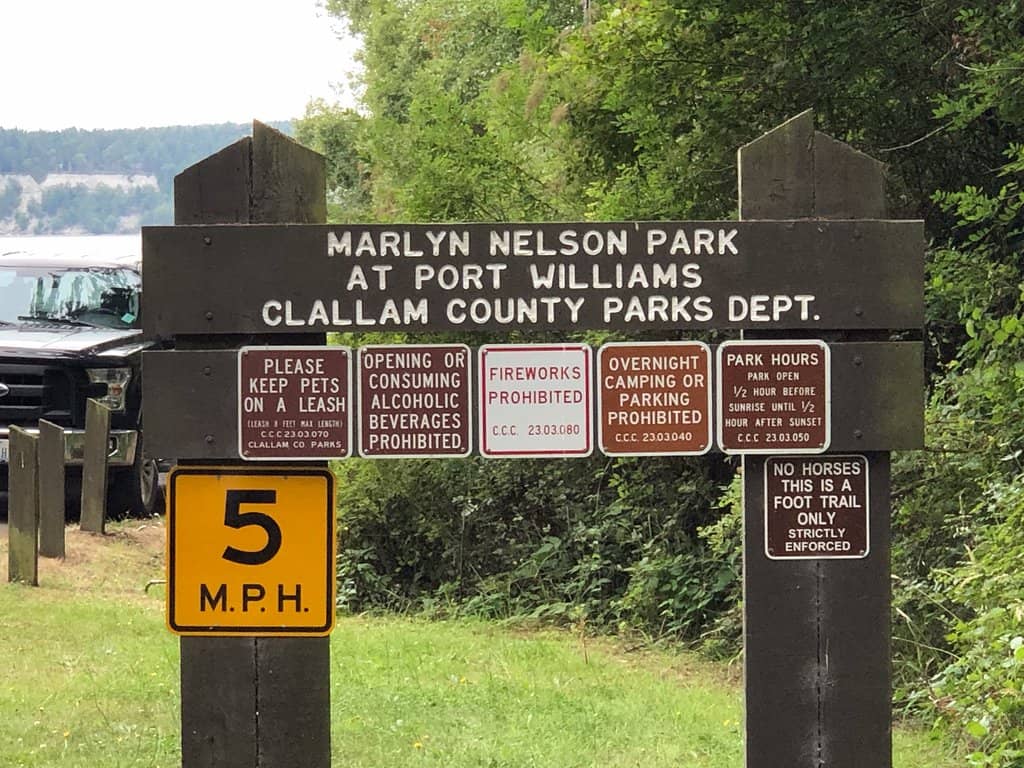 MARLYN NELSON PARK
AT PORT WILLIAMS
CLALLAM COUNTY PARKS DEPT.
PLEASE
KEEP PETS
ON A LEASH
(LEASH 8 FEET MAX LENGTH)
C.C.C 23.03.070
CLALLAM CO. PARKS
OPENING OR
CONSUMING
ALCOHOLIC
BEVERAGES
PROHIBITED.
FIREWORKS
PROHIBITED
C.C.C. 23.03.080
OVERNIGHT
CAMPING OR
PARKING
PROHIBITED
C.C.C. 23.03.040
PARK HOURS
PARK OPEN
1/2 HOUR BEFORE
SUNRISE UNTIL 1/2
HOUR AFTER SUNSET
C.C.C 23.03.050
5
M.P.H.
NO HORSES
THIS IS A
FOOT TRAIL
ONLY
STRICTLY
ENFORCED